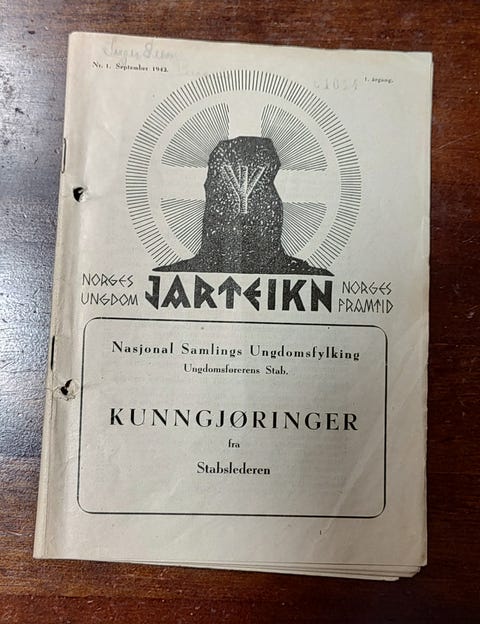 Nr. 1. September 1943.
1. årgang.
NORGES UNGDOM
JARTEIKN
NORGES FRAMTID
Nasjonal Samlings Ungdomsfylking
Ungdomsførerens Stab.
KUNNGJØRINGER
fra
Stabslederen
1